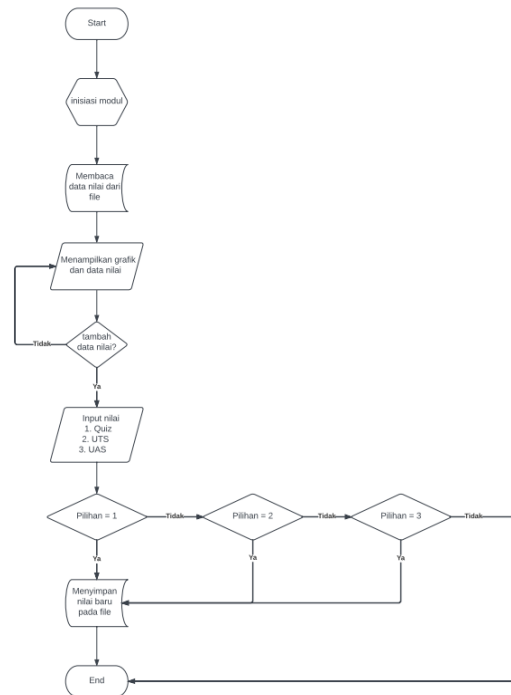 Start
inisiasi modul
Membaca
data nilai dari
file
Menampilkan grafik
dan data nilai
tambah
data nilai?
Tidak
Ya
Input nilai
1. Quiz
2. UTS
3. UAS
Pilihan = 1
Tidak
Pilihan = 2
Tidak
Pilihan = 3
Tidak
Ya
Ya
Ya
Menyimpan
nilai baru
pada file
End